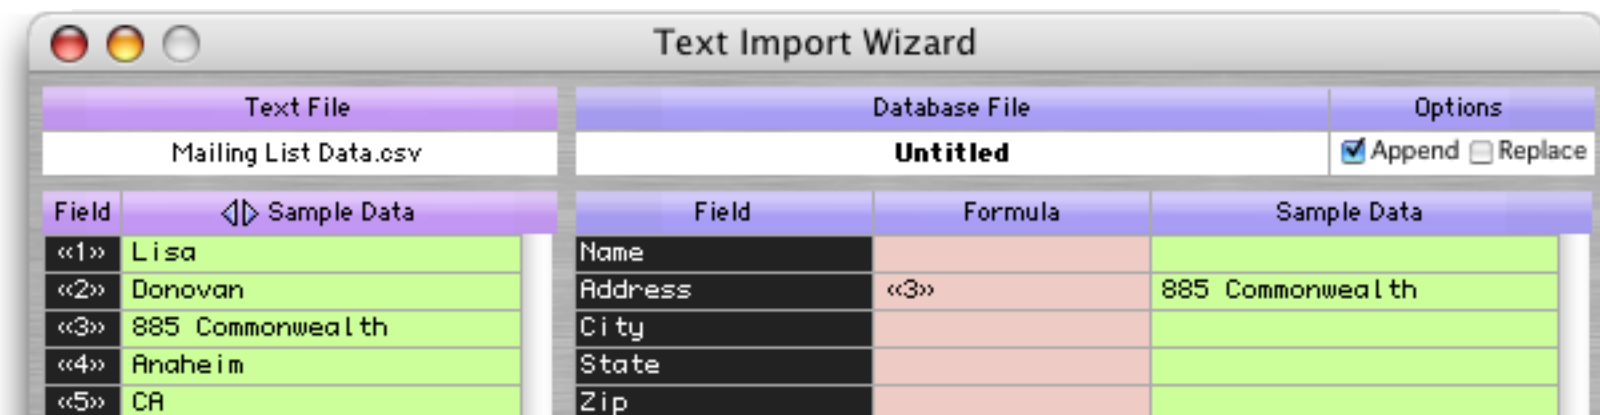 Text Import Wizard
Text File Database File Options
Mailing List Data.csv Untitled Append Replace
Field Sample Data Field Formula Sample Data
«1» Lisa Name
«2» Donovan Address «3» 885 Commonwealth
«3» 885 Commonwealth City
«4» Anaheim State
«5» CA Zip